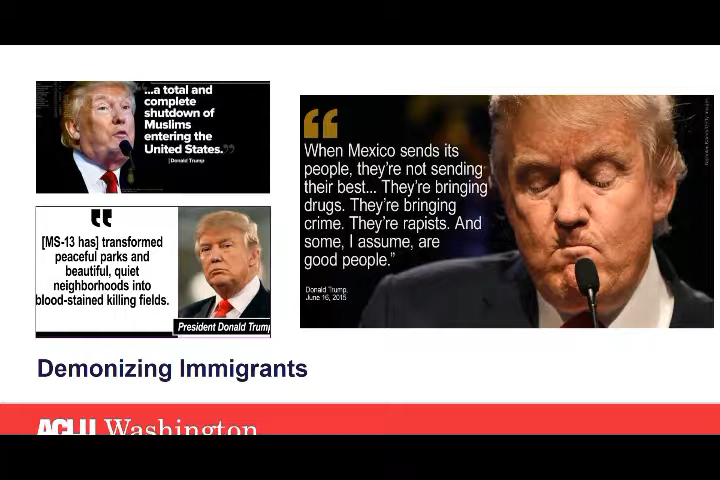 ...a total and
complete
shutdown of
Muslims
entering the
United States.”
|Donald Trump
“
[MS-13 has] transformed
peaceful parks and
beautiful, quiet
neighborhoods into
blood-stained killing fields.
President Donald Trump
“
When Mexico sends its
people, they're not sending
their best... They're bringing
drugs. They're bringing
crime. They're rapists. And
some, I assume, are
good people.”
Donald Trump,
June 16, 2015
Demonizing Immigrants
ACLU Washington